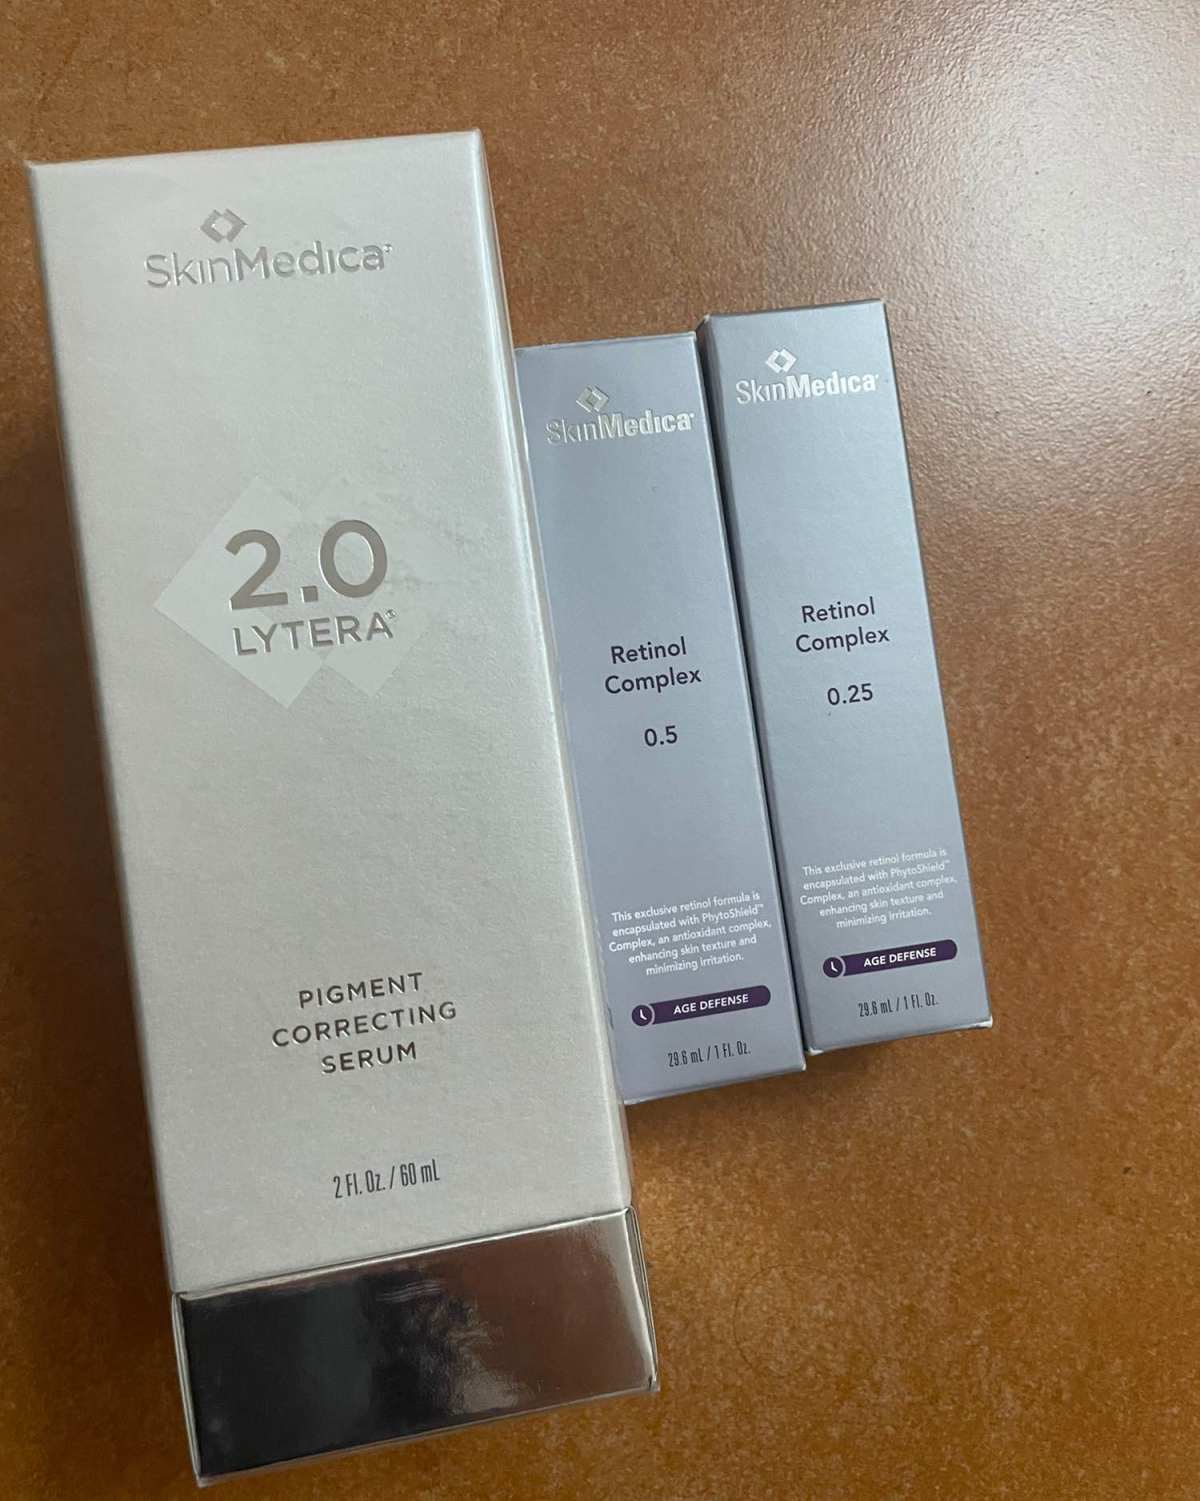 SkinMedica®
2.0
LYTERA®
PIGMENT
CORRECTING
SERUM
2 Fl. Oz. / 60 mL
SkinMedica®
Retinol
Complex
0.5
This exclusive retinol formula is
encapsulated with PhytoShield™
Complex, an antioxidant complex,
enhancing skin texture and
minimizing irritation.
AGE DEFENSE
29.6 mL / 1 Fl. Oz.
SkinMedica®
Retinol
Complex
0.25
This exclusive retinol formula is
encapsulated with PhytoShield™
Complex, an antioxidant complex,
enhancing skin texture and
minimizing irritation.
AGE DEFENSE
29.6 mL / 1 Fl. Oz.